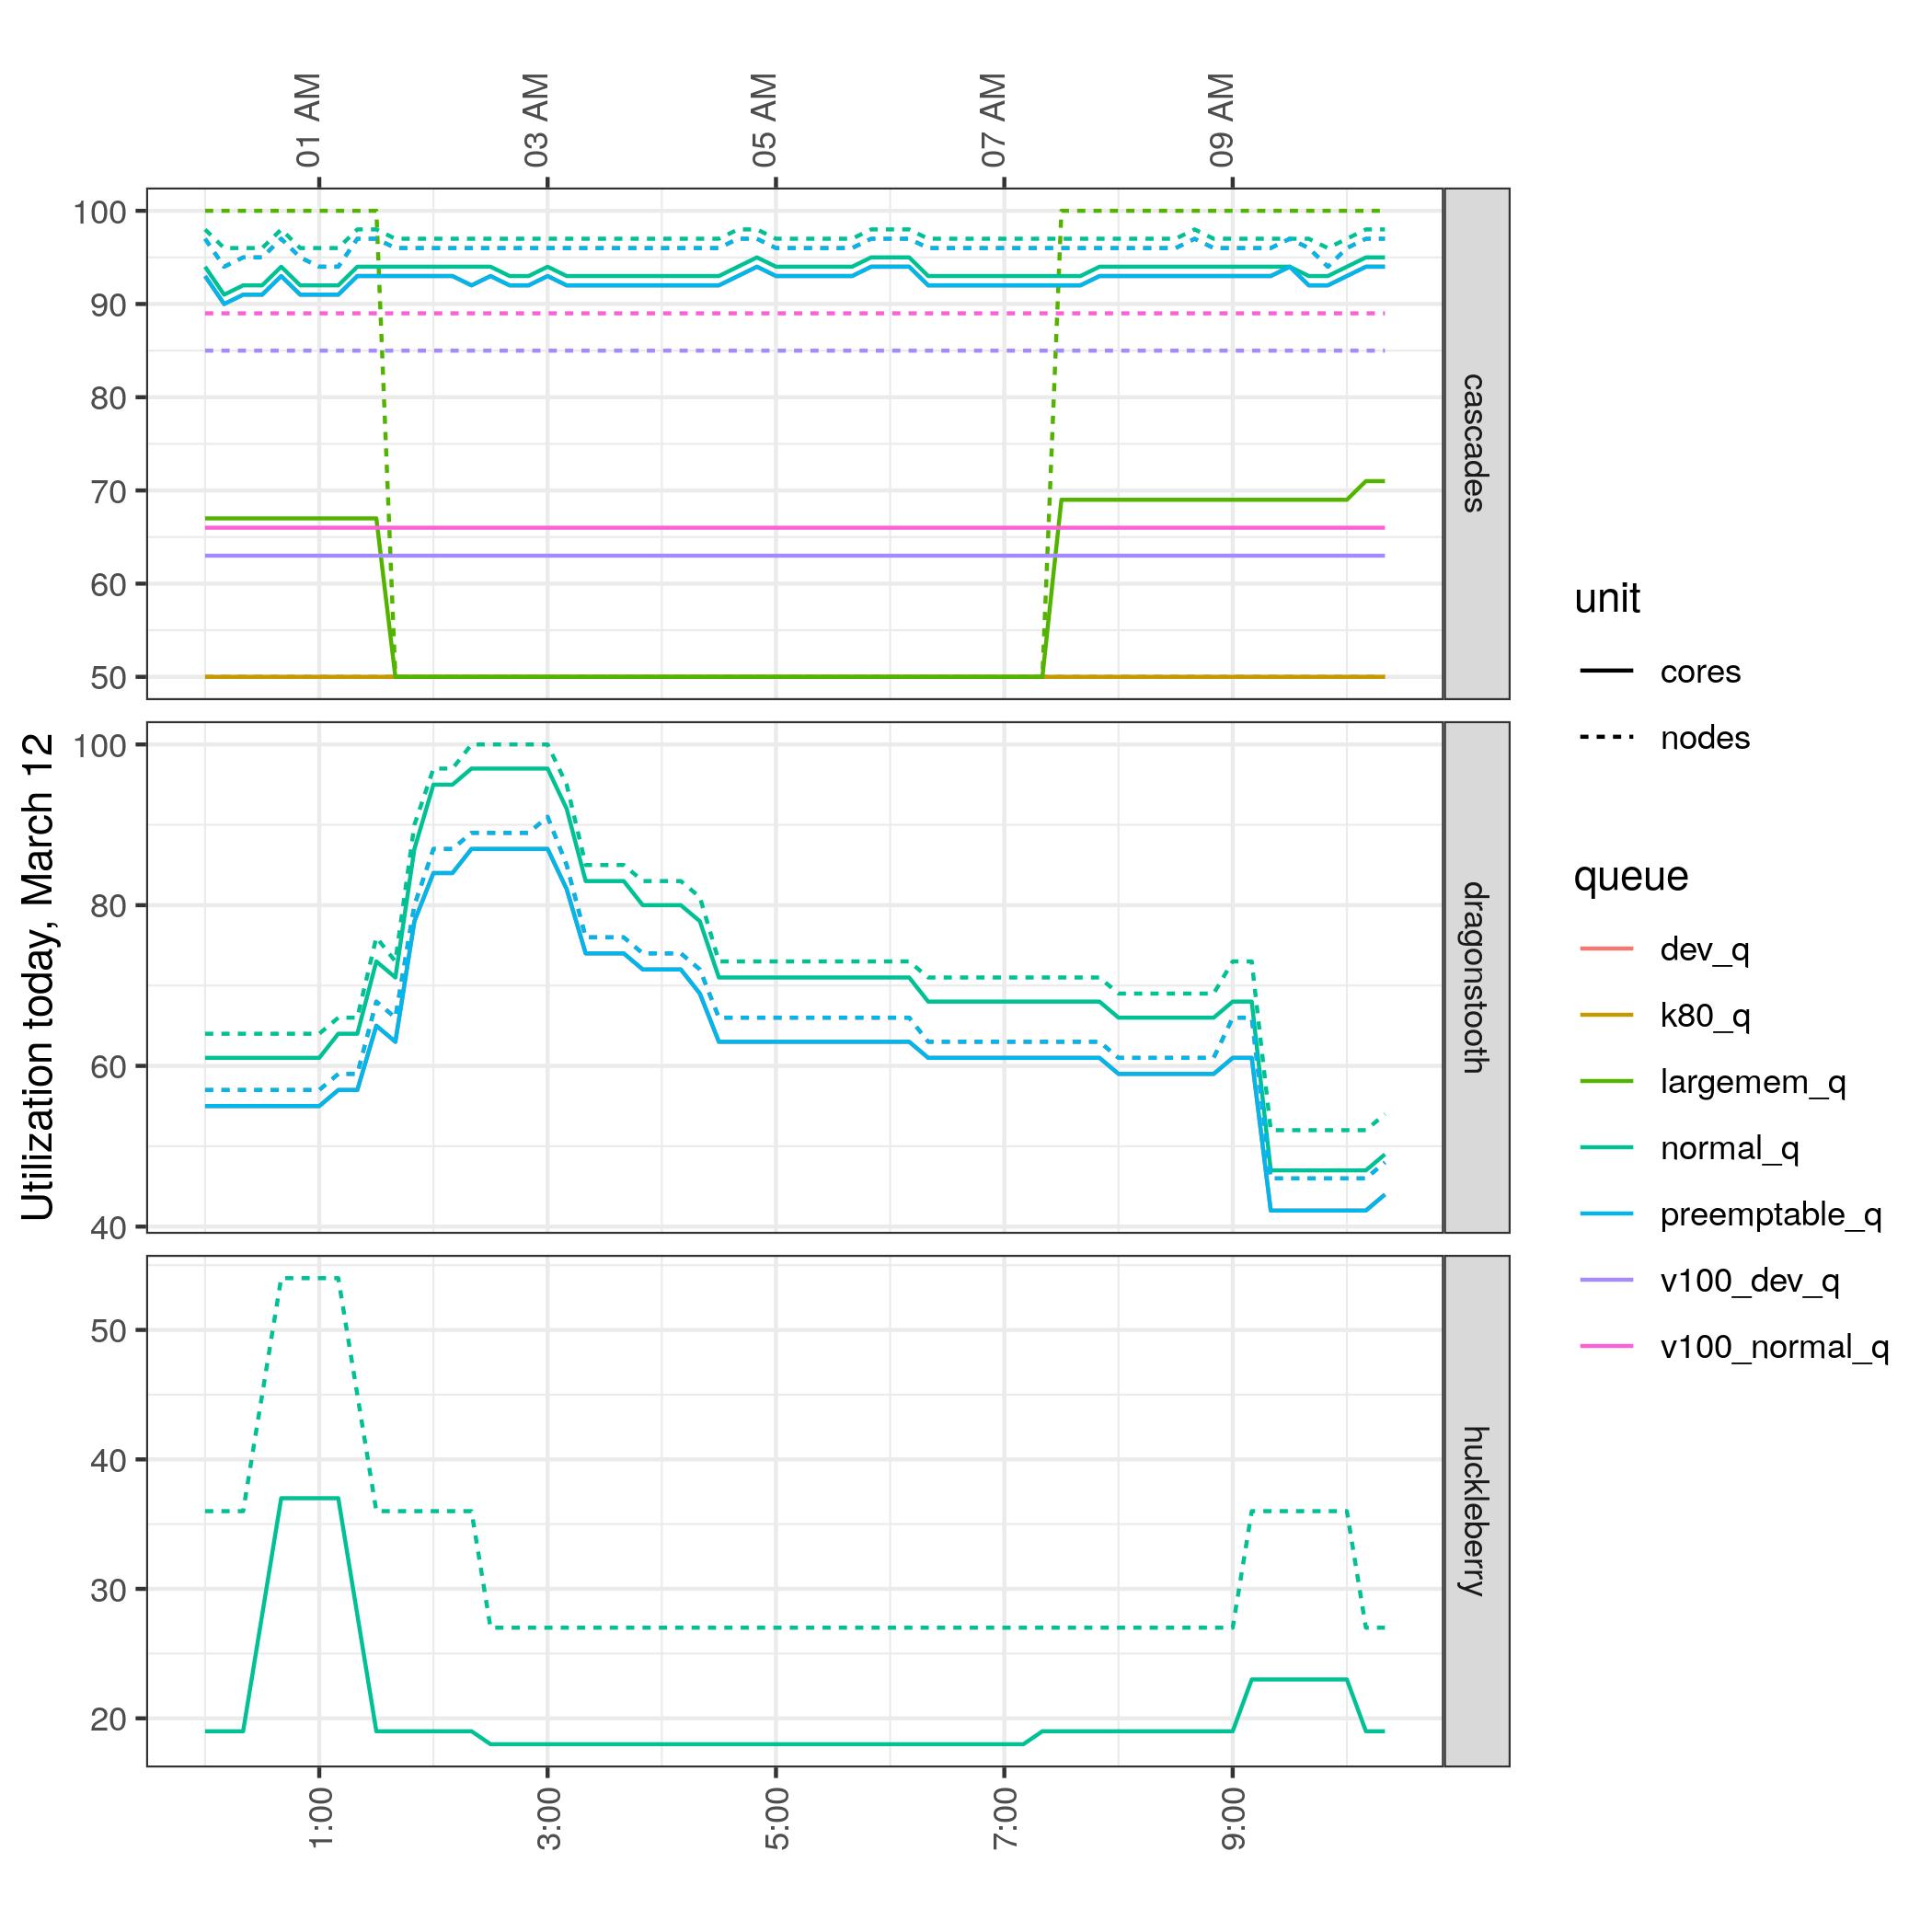 01 AM
03 AM
05 AM
07 AM
09 AM
100
90
80
70
60
50
cascades
100
80
60
40
dragonstooth
50
40
30
20
huckleberry
1:00
3:00
5:00
7:00
9:00
Utilization today, March 12
unit
cores
nodes
queue
dev_q
k80_q
largemem_q
normal_q
preemptable_q
v100_dev_q
v100_normal_q